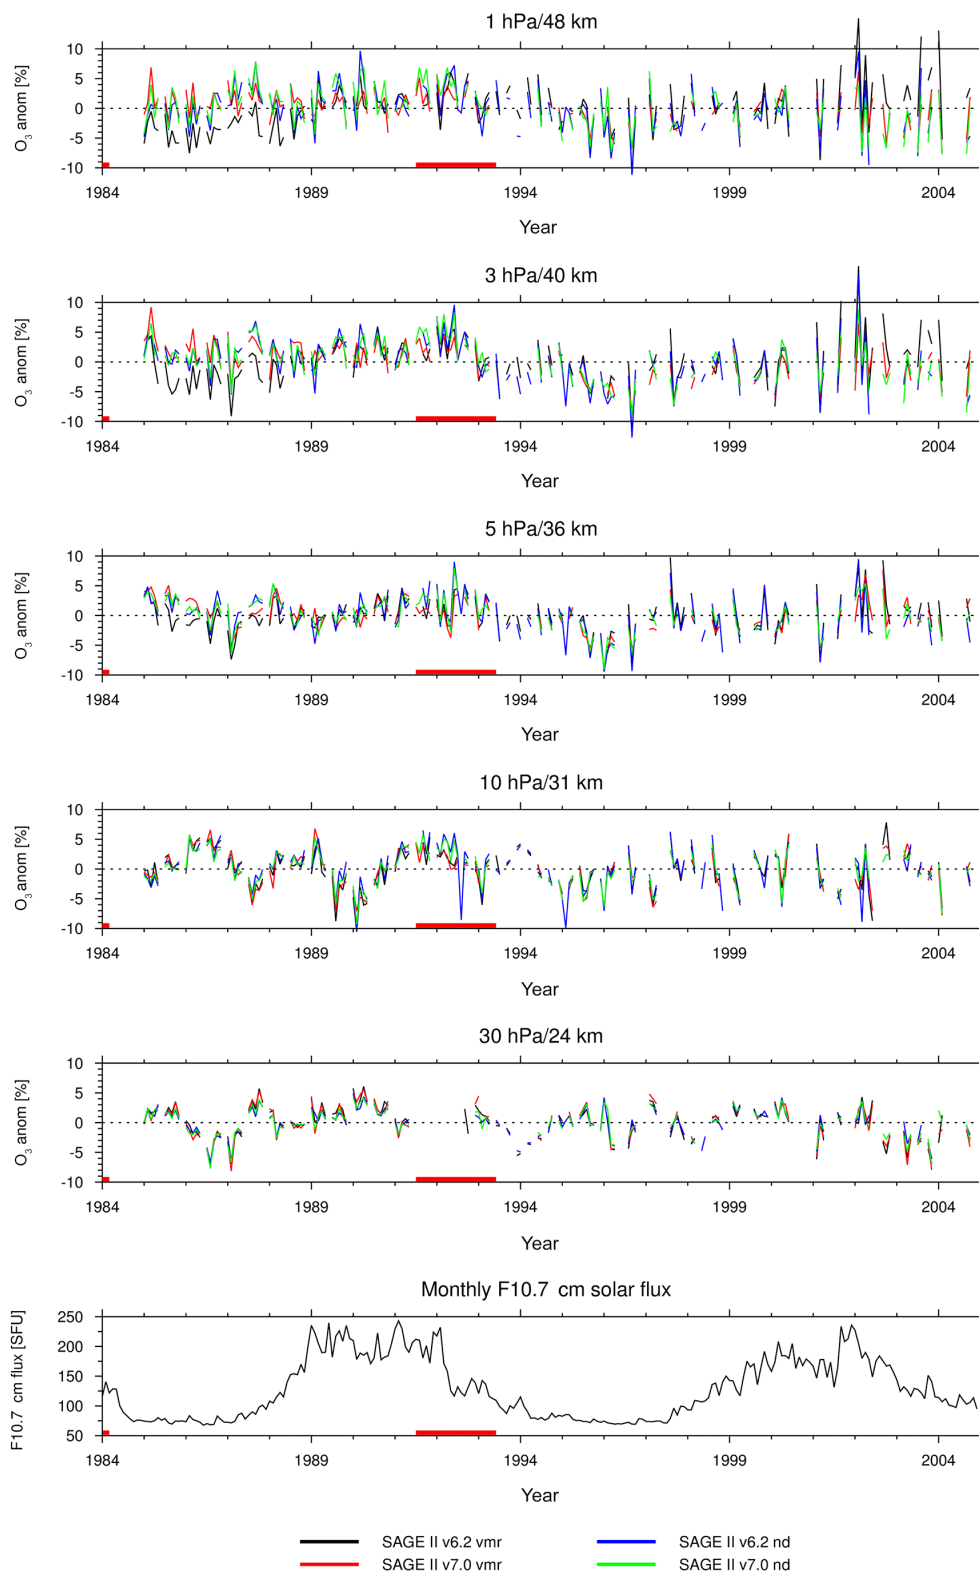 1 hPa/48 km
O3 anom [%]
10
5
0
-5
-10
1984 1989 1994 1999 2004
Year
3 hPa/40 km
O3 anom [%]
10
5
0
-5
-10
1984 1989 1994 1999 2004
Year
5 hPa/36 km
O3 anom [%]
10
5
0
-5
-10
1984 1989 1994 1999 2004
Year
10 hPa/31 km
O3 anom [%]
10
5
0
-5
-10
1984 1989 1994 1999 2004
Year
30 hPa/24 km
O3 anom [%]
10
5
0
-5
-10
1984 1989 1994 1999 2004
Year
Monthly F10.7 cm solar flux
F10.7 cm flux [SFU]
250
200
150
100
50
1984 1989 1994 1999 2004
Year
SAGE II v6.2 vmr SAGE II v6.2 nd
SAGE II v7.0 vmr SAGE II v7.0 nd